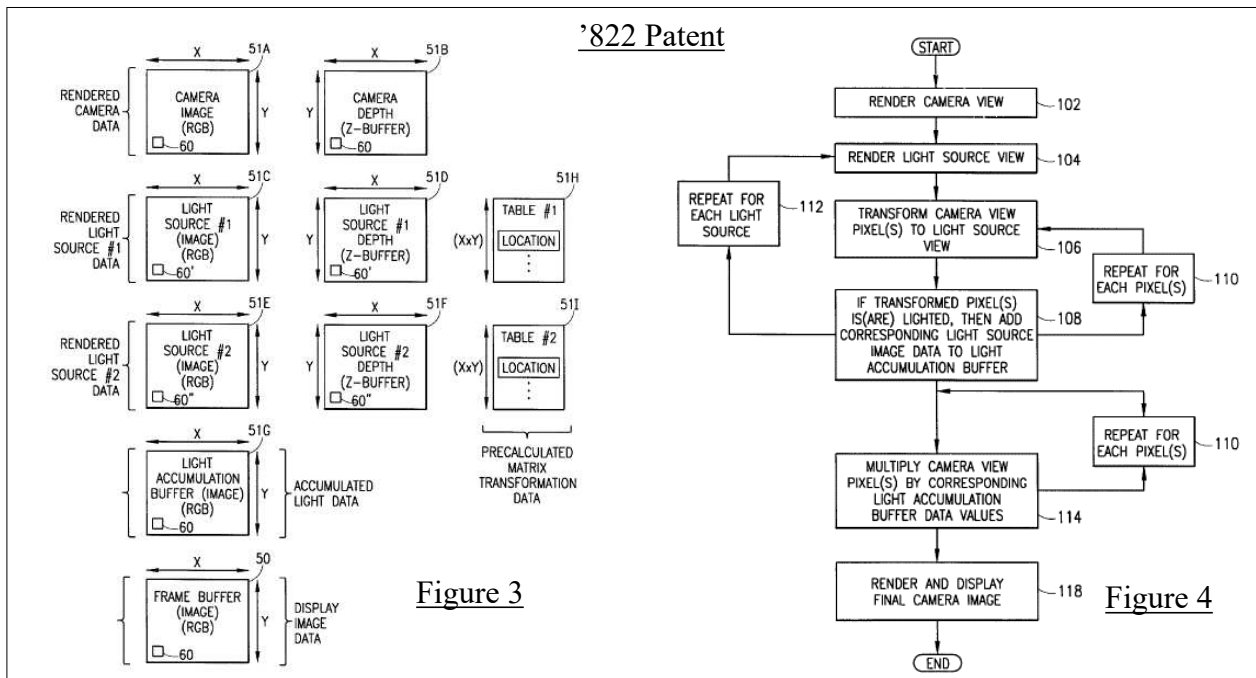 ’822 Patent
X
51A
RENDERED
CAMERA
DATA
CAMERA
IMAGE
(RGB)
60
Y
X
51B
Y
CAMERA
DEPTH
(Z-BUFFER)
60
X
51C
RENDERED
LIGHT
SOURCE #1
DATA
LIGHT
SOURCE #1
(IMAGE)
(RGB)
60'
Y
X
51D
LIGHT
SOURCE #1
DEPTH
(Z-BUFFER)
60'
Y
51H
(XxY)
TABLE #1
LOCATION
X
51E
RENDERED
LIGHT
SOURCE #2
DATA
LIGHT
SOURCE #2
(IMAGE)
(RGB)
60"
Y
X
51F
LIGHT
SOURCE #2
DEPTH
(Z-BUFFER)
60"
Y
51I
(XxY)
TABLE #2
LOCATION
PRECALCULATED
MATRIX
TRANSFORMATION
DATA
X
51G
LIGHT
ACCUMULATION
BUFFER (IMAGE)
(RGB)
60
Y
ACCUMULATED
LIGHT DATA
X
50
FRAME BUFFER
(IMAGE)
(RGB)
60
Y
DISPLAY
IMAGE
DATA
Figure 3
START
RENDER CAMERA VIEW
102
RENDER LIGHT SOURCE VIEW
104
REPEAT FOR
EACH LIGHT
SOURCE
112
TRANSFORM CAMERA VIEW
PIXEL(S) TO LIGHT SOURCE
VIEW
106
REPEAT FOR
EACH PIXEL(S)
110
IF TRANSFORMED PIXEL(S)
IS(ARE) LIGHTED, THEN ADD
CORRESPONDING LIGHT SOURCE
IMAGE DATA TO LIGHT
ACCUMULATION BUFFER
108
REPEAT FOR
EACH PIXEL(S)
110
MULTIPLY CAMERA VIEW
PIXEL(S) BY CORRESPONDING
LIGHT ACCUMULATION
BUFFER DATA VALUES
114
RENDER AND DISPLAY
FINAL CAMERA IMAGE
118
END
Figure 4